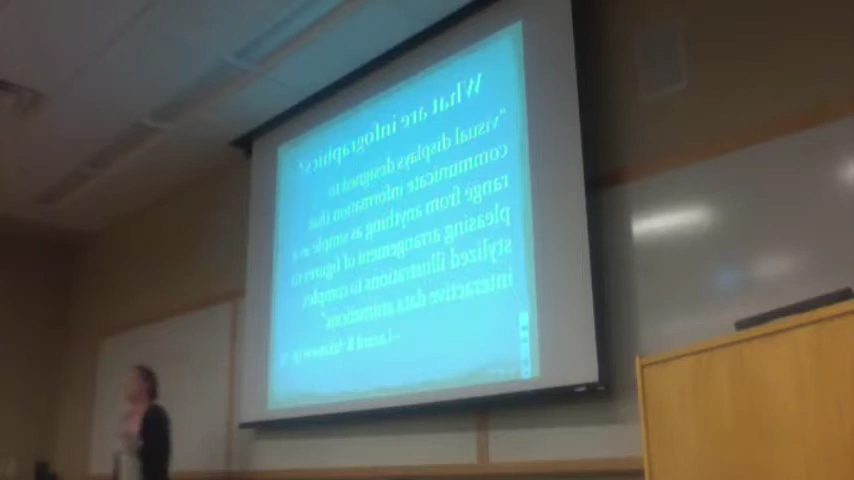 What are infographics?
"visual displays designed to
communicate information that
range from anything as simple as a
pleasing arrangement of figures to
stylized illustrations to complex
interactive data animations"